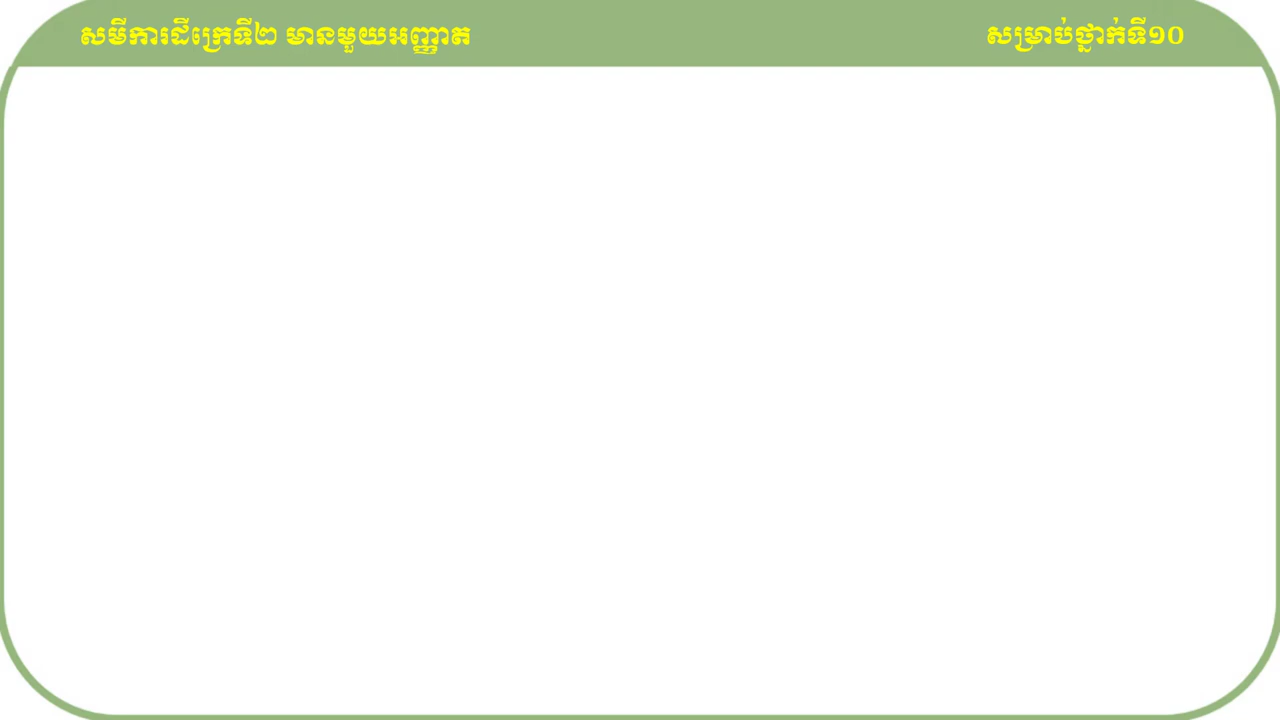 សមីការដឺក្រេទី២ មានមួយអញ្ញាត
សម្រាប់ថ្នាក់ទី១០